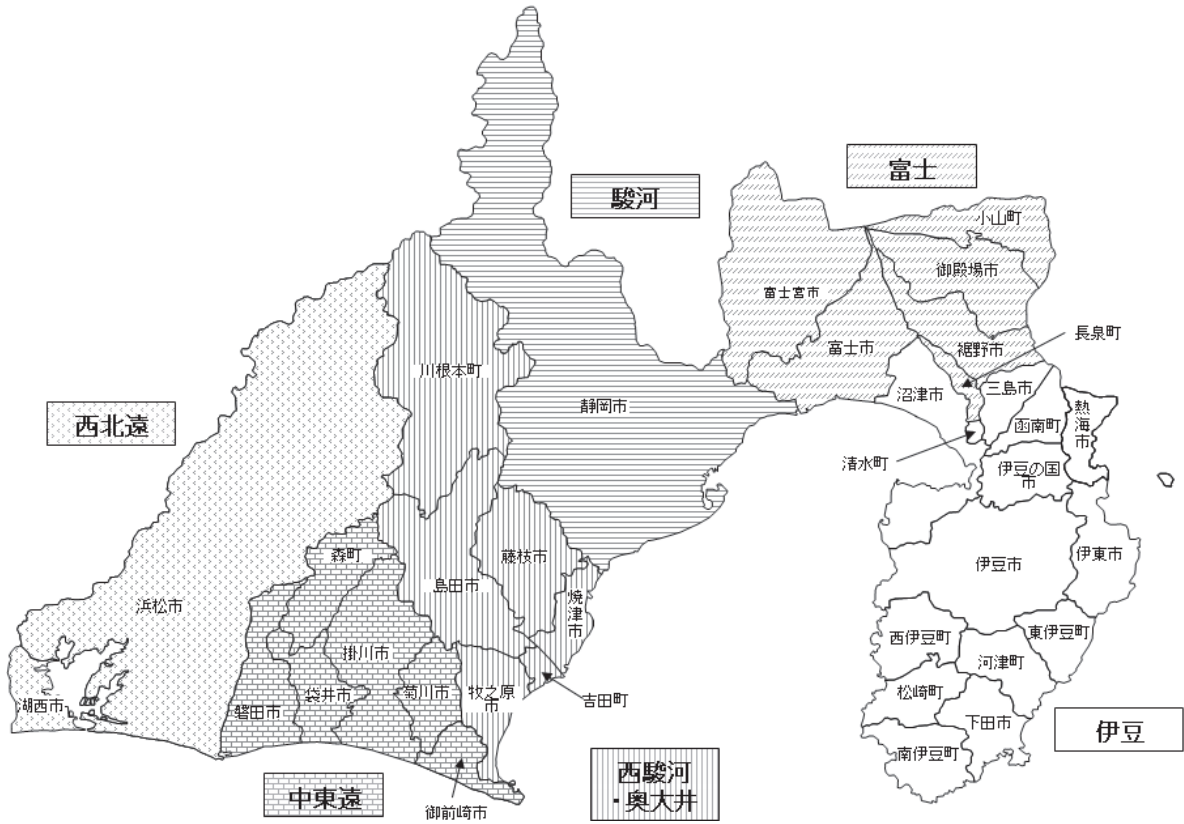 富士
駿河
小山町
御殿場市
富士宮市
長泉町
富士市
裾野市
川根本町
沼津市
三島市
静岡市
熱海市
函南町
西北遠
清水町
伊豆の国
市
森町
藤枝市
伊東市
伊豆市
島田市
浜松市
焼津市
西伊豆町
東伊豆町
掛川市
河津町
袋井市
菊川市
牧之原
市
松崎町
湖西市
磐田市
吉田町
下田市
伊豆
南伊豆町
西駿河
・奥大井
中東遠
御前崎市